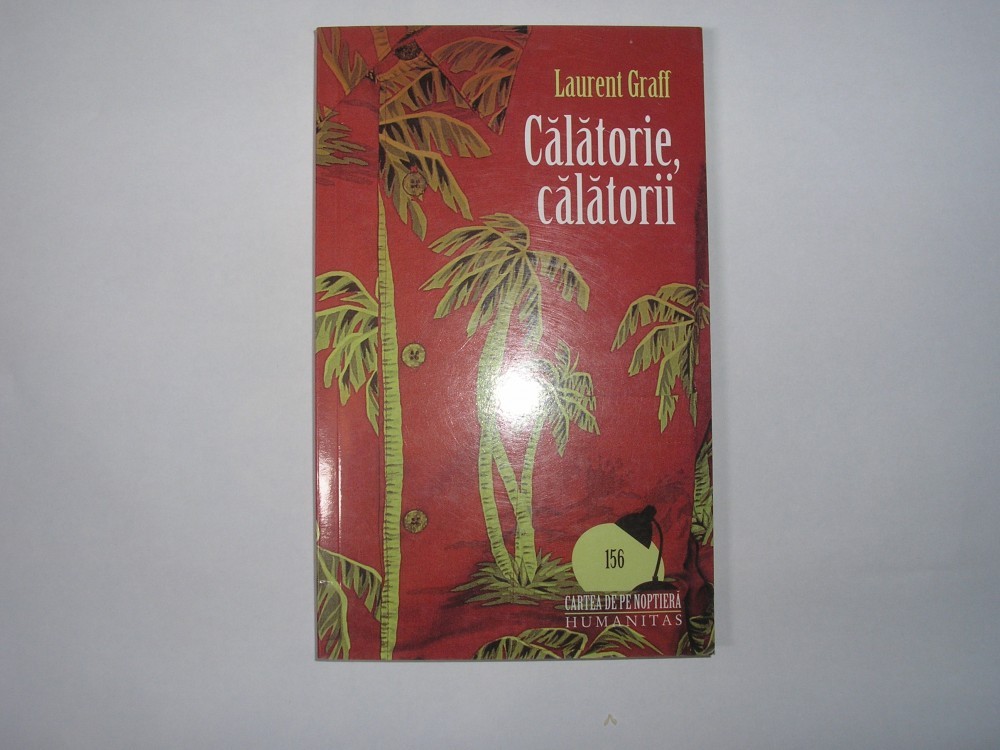 Laurent Graff
Călătorie,
călătorii
156
CARTEA DE PE NOPTIERĂ
HUMANITAS